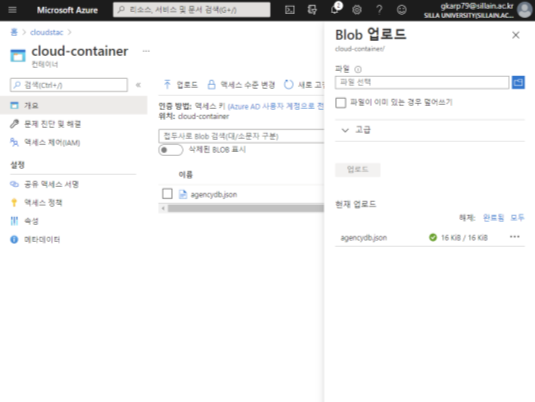 Microsoft Azure
리소스, 서비스 및 문서 검색(G+/)
2
gkarp79@sillain.ac.kr
SILLA UNIVERSITY(SILLAIN,AC...
홈 > cloudstac >
cloud-container
컨테이너
검색(Ctrl+/)
개요
문제 진단 및 해결
액세스 제어(IAM)
설정
공유 액세스 서명
액세스 정책
속성
메타데이터
업로드
액세스 수준 변경
새로 고
인증 방법: 액세스 키 (Azure AD 사용자 계정으로 전
위치: cloud-container
접두사로 Blob 검색(대/소문자 구분)
삭제된 BLOB 표시
이름
agencydb.json
Blob 업로드
cloud-container/
파일
파일 선택
파일이 이미 있는 경우 덮어쓰기
고급
업로드
현재 업로드
해제: 완료됨 모두
agencydb.json
16 KiB / 16 KiB